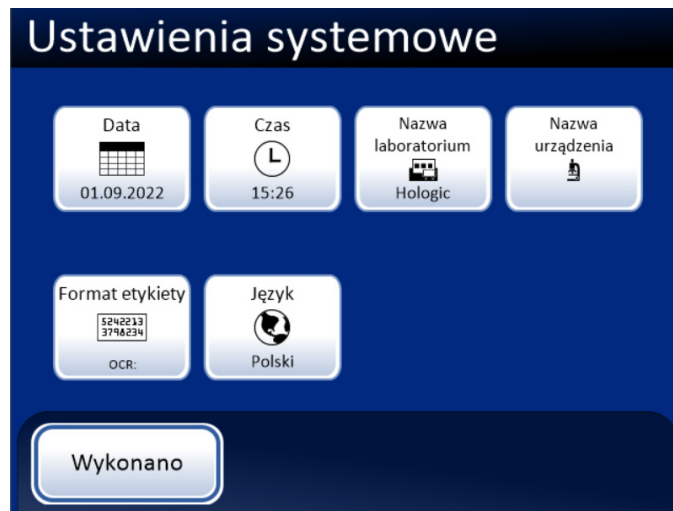 Ustawienia systemowe
Data
01.09.2022
Czas
15:26
Nazwa
laboratorium
Hologic
Nazwa
urządzenia
Format etykiety
5242213
3798234
OCR:
Język
Polski
Wykonano